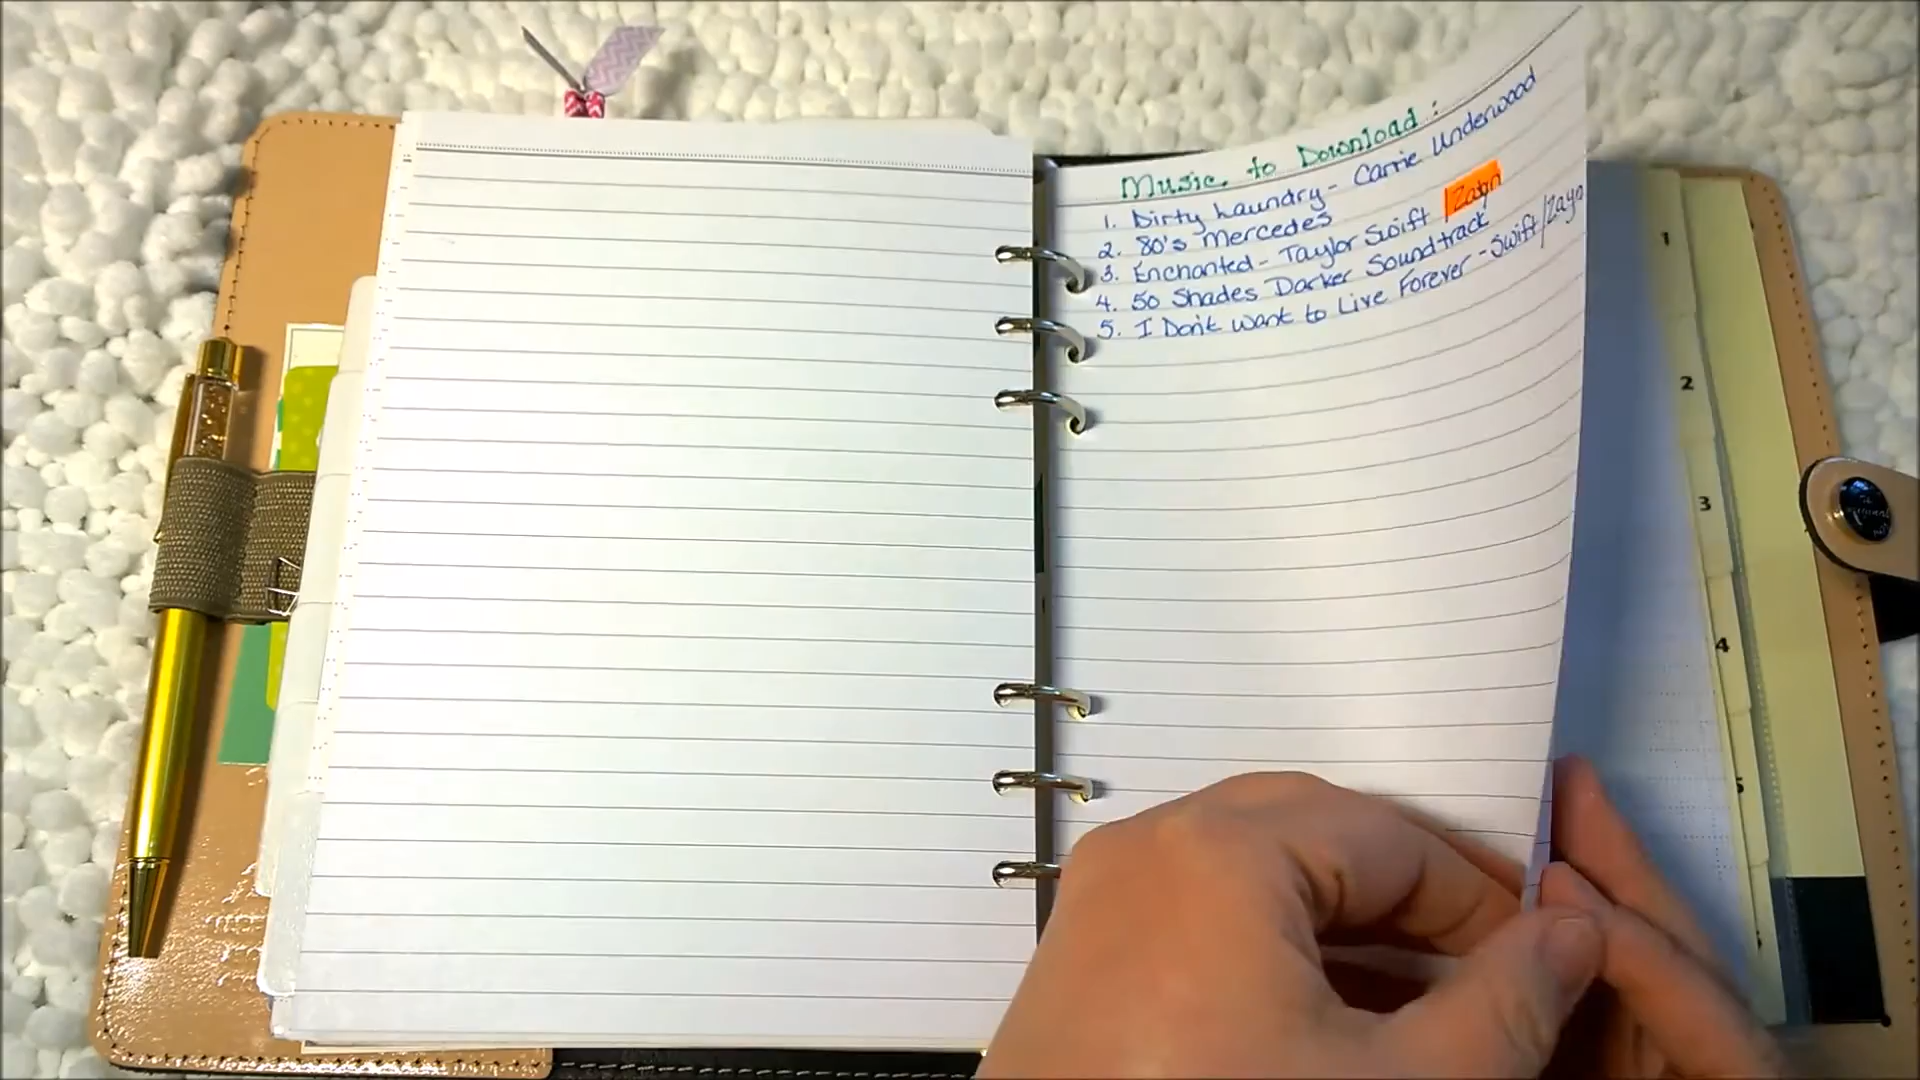 Music to Download:
1. Dirty Laundry - Carrie Underwood
2. 80's Mercedes
3. Enchanted - Taylor Swift /Zayn
4. 50 Shades Darker Soundtrack
5. I Don't want to Live Forever - Swift/Zayn
1
2
3
4
5